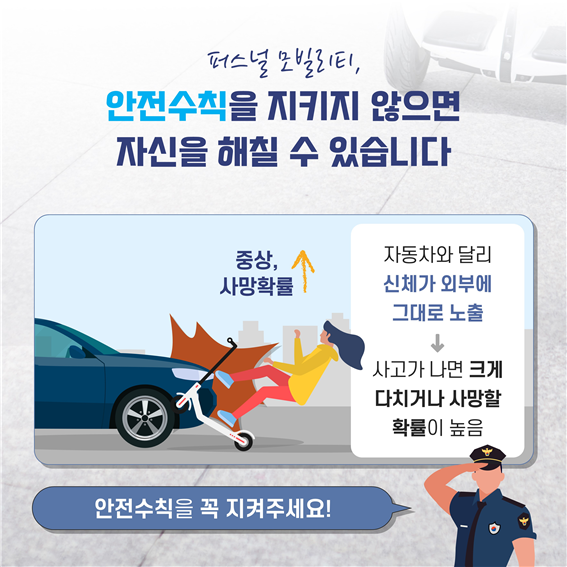 퍼스널 모빌리티,
안전수칙을 지키지 않으면
자신을 해칠 수 있습니다
중상,
사망확률
자동차와 달리
신체가 외부에
그대로 노출
사고가 나면 크게
다치거나 사망할
확률이 높음
안전수칙을 꼭 지켜주세요!